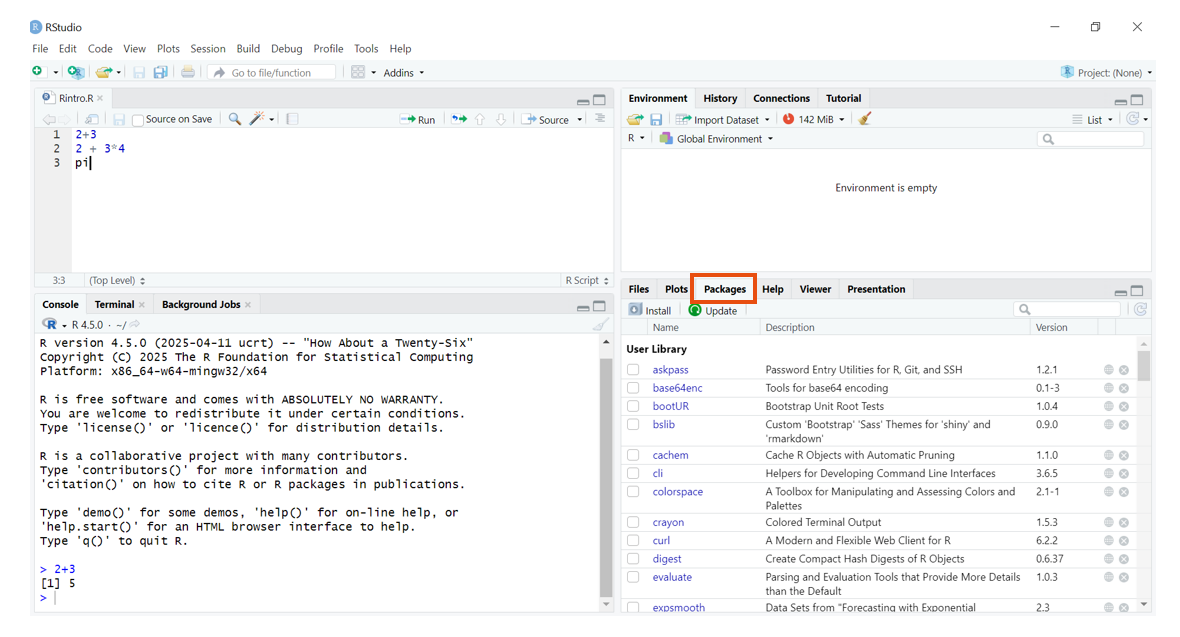 RStudio
File Edit Code View Plots Session Build Debug Profile Tools Help
Go to file/function Addins Project: (None)
Rintro.R
Source on Save Run Source
1 2+3
2 2 + 3*4
3 pi
3:3 (Top Level) R Script
Console Terminal Background Jobs
R 4.5.0 · ~/
R version 4.5.0 (2025-04-11 ucrt) -- "How About a Twenty-Six"
Copyright (C) 2025 The R Foundation for Statistical Computing
Platform: x86_64-w64-mingw32/x64
R is free software and comes with ABSOLUTELY NO WARRANTY.
You are welcome to redistribute it under certain conditions.
Type 'license()' or 'licence()' for distribution details.
R is a collaborative project with many contributors.
Type 'contributors()' for more information and
'citation()' on how to cite R or R packages in publications.
Type 'demo()' for some demos, 'help()' for on-line help, or
'help.start()' for an HTML browser interface to help.
Type 'q()' to quit R.
> 2+3
[1] 5
>
Environment History Connections Tutorial
Import Dataset 142 MiB List
R Global Environment
Environment is empty
Files Plots Packages Help Viewer Presentation
Install Update
Name Description Version
User Library
askpass Password Entry Utilities for R, Git, and SSH 1.2.1
base64enc Tools for base64 encoding 0.1-3
bootUR Bootstrap Unit Root Tests 1.0.4
bslib Custom 'Bootstrap' 'Sass' Themes for 'shiny' and 0.9.0
'rmarkdown'
cachem Cache R Objects with Automatic Pruning 1.1.0
cli Helpers for Developing Command Line Interfaces 3.6.5
colorspace A Toolbox for Manipulating and Assessing Colors and 2.1-1
Palettes
crayon Colored Terminal Output 1.5.3
curl A Modern and Flexible Web Client for R 6.2.2
digest Create Compact Hash Digests of R Objects 0.6.37
evaluate Parsing and Evaluation Tools that Provide More Details 1.0.3
than the Default
expsmooth Data Sets from "Forecasting with Exponential 2.3